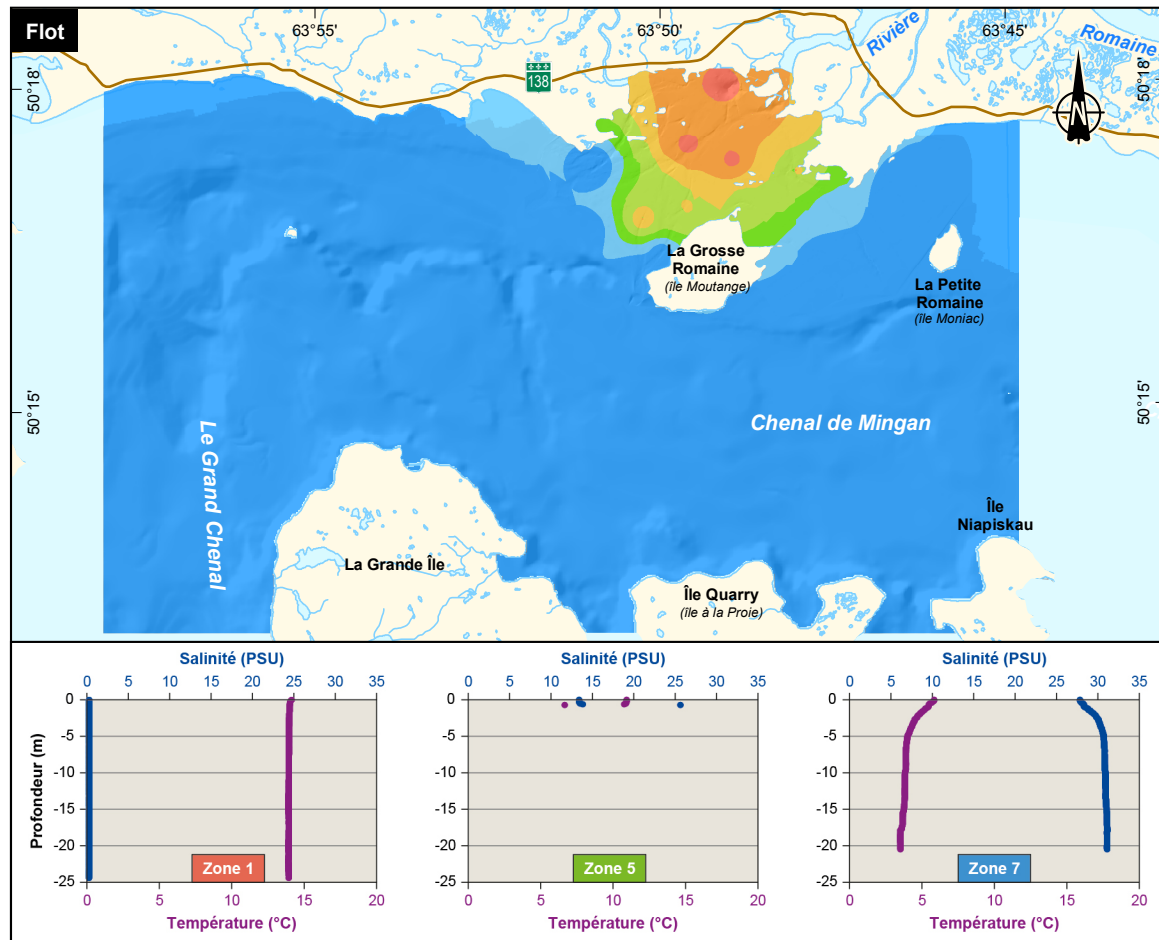 Flot
63°55'
63°50'
63°45'
Rivière
Romaine
50°18'
50°18'
138
N
La Grosse
Romaine
(île Moutange)
La Petite
Romaine
(île Moniac)
50°15'
50°15'
Chenal de Mingan
Le Grand Chenal
Île
Niapiskau
La Grande Île
Île Quarry
(île à la Proie)
Salinité (PSU)
0 5 10 15 20 25 30 35
Profondeur (m)
0
-5
-10
-15
-20
-25
Zone 1
0 5 10 15 20
Température (°C)
Salinité (PSU)
0 5 10 15 20 25 30 35
0
-5
-10
-15
-20
-25
Zone 5
0 5 10 15 20
Température (°C)
Salinité (PSU)
0 5 10 15 20 25 30 35
0
-5
-10
-15
-20
-25
Zone 7
0 5 10 15 20
Température (°C)